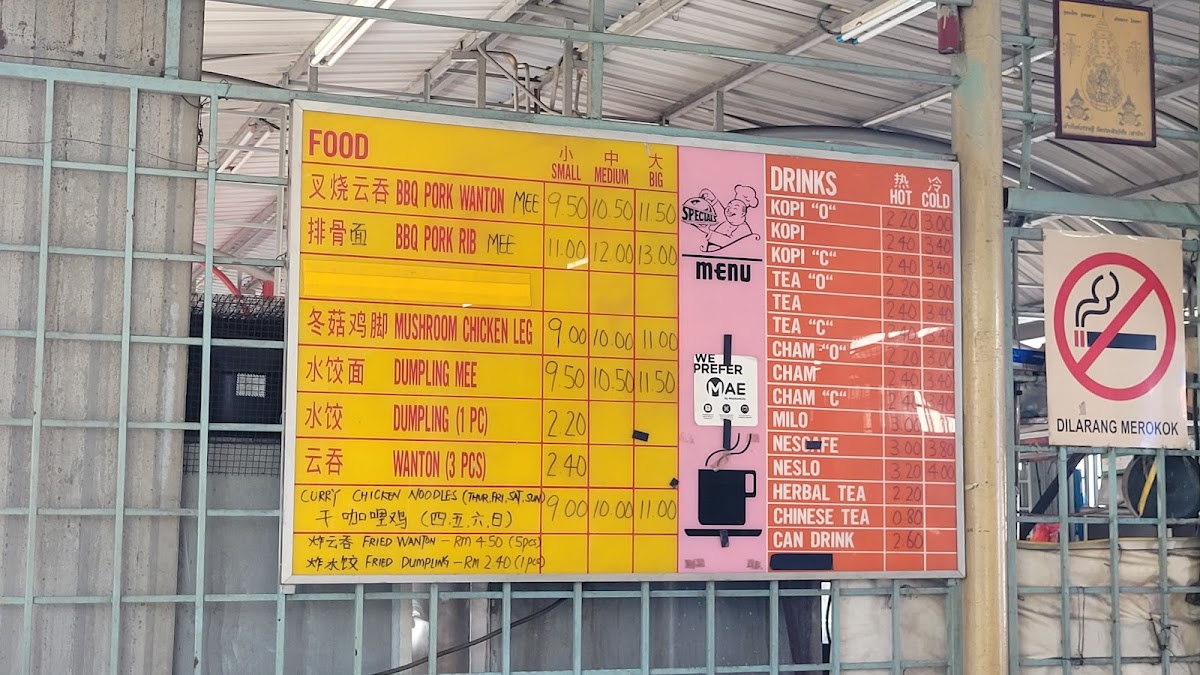 FOOD 小 中 大
SMALL MEDIUM BIG
叉烧云吞 BBQ PORK WANTON MEE 9.50 10.50 11.50
排骨面 BBQ PORK RIB MEE 11.00 12.00 13.00
冬菇鸡脚 MUSHROOM CHICKEN LEG 9.00 10.00 11.00
水饺面 DUMPLING MEE 9.50 10.50 11.50
水饺 DUMPLING (1 PC) 2.20
云吞 WANTON (3 PCS) 2.40
CURRY CHICKEN NOODLES (THUR, FRI, SAT, SUN)
干咖哩鸡 (四.五.六.日) 9.00 10.00 11.00
炸云吞 FRIED WANTON - RM 4.50 (5pcs)
炸水饺 FRIED DUMPLING - RM 2.40 (1pc)
SPECIALS
MENU
WE PREFER
MAE
DRINKS 热 冷
HOT COLD
KOPI "O" 2.20 3.00
KOPI 2.40 3.40
KOPI "C" 2.40 3.40
TEA "O" 2.20 3.00
TEA 2.40 3.40
TEA "C" 2.40 3.40
CHAM "O" 2.20 3.00
CHAM 2.40 3.40
CHAM "C" 2.40 3.40
MILO 3.00
NESCAFE 3.00 3.80
NESLO 3.20 4.00
HERBAL TEA 2.20
CHINESE TEA 0.80
CAN DRINK 2.60
DILARANG MEROKOK